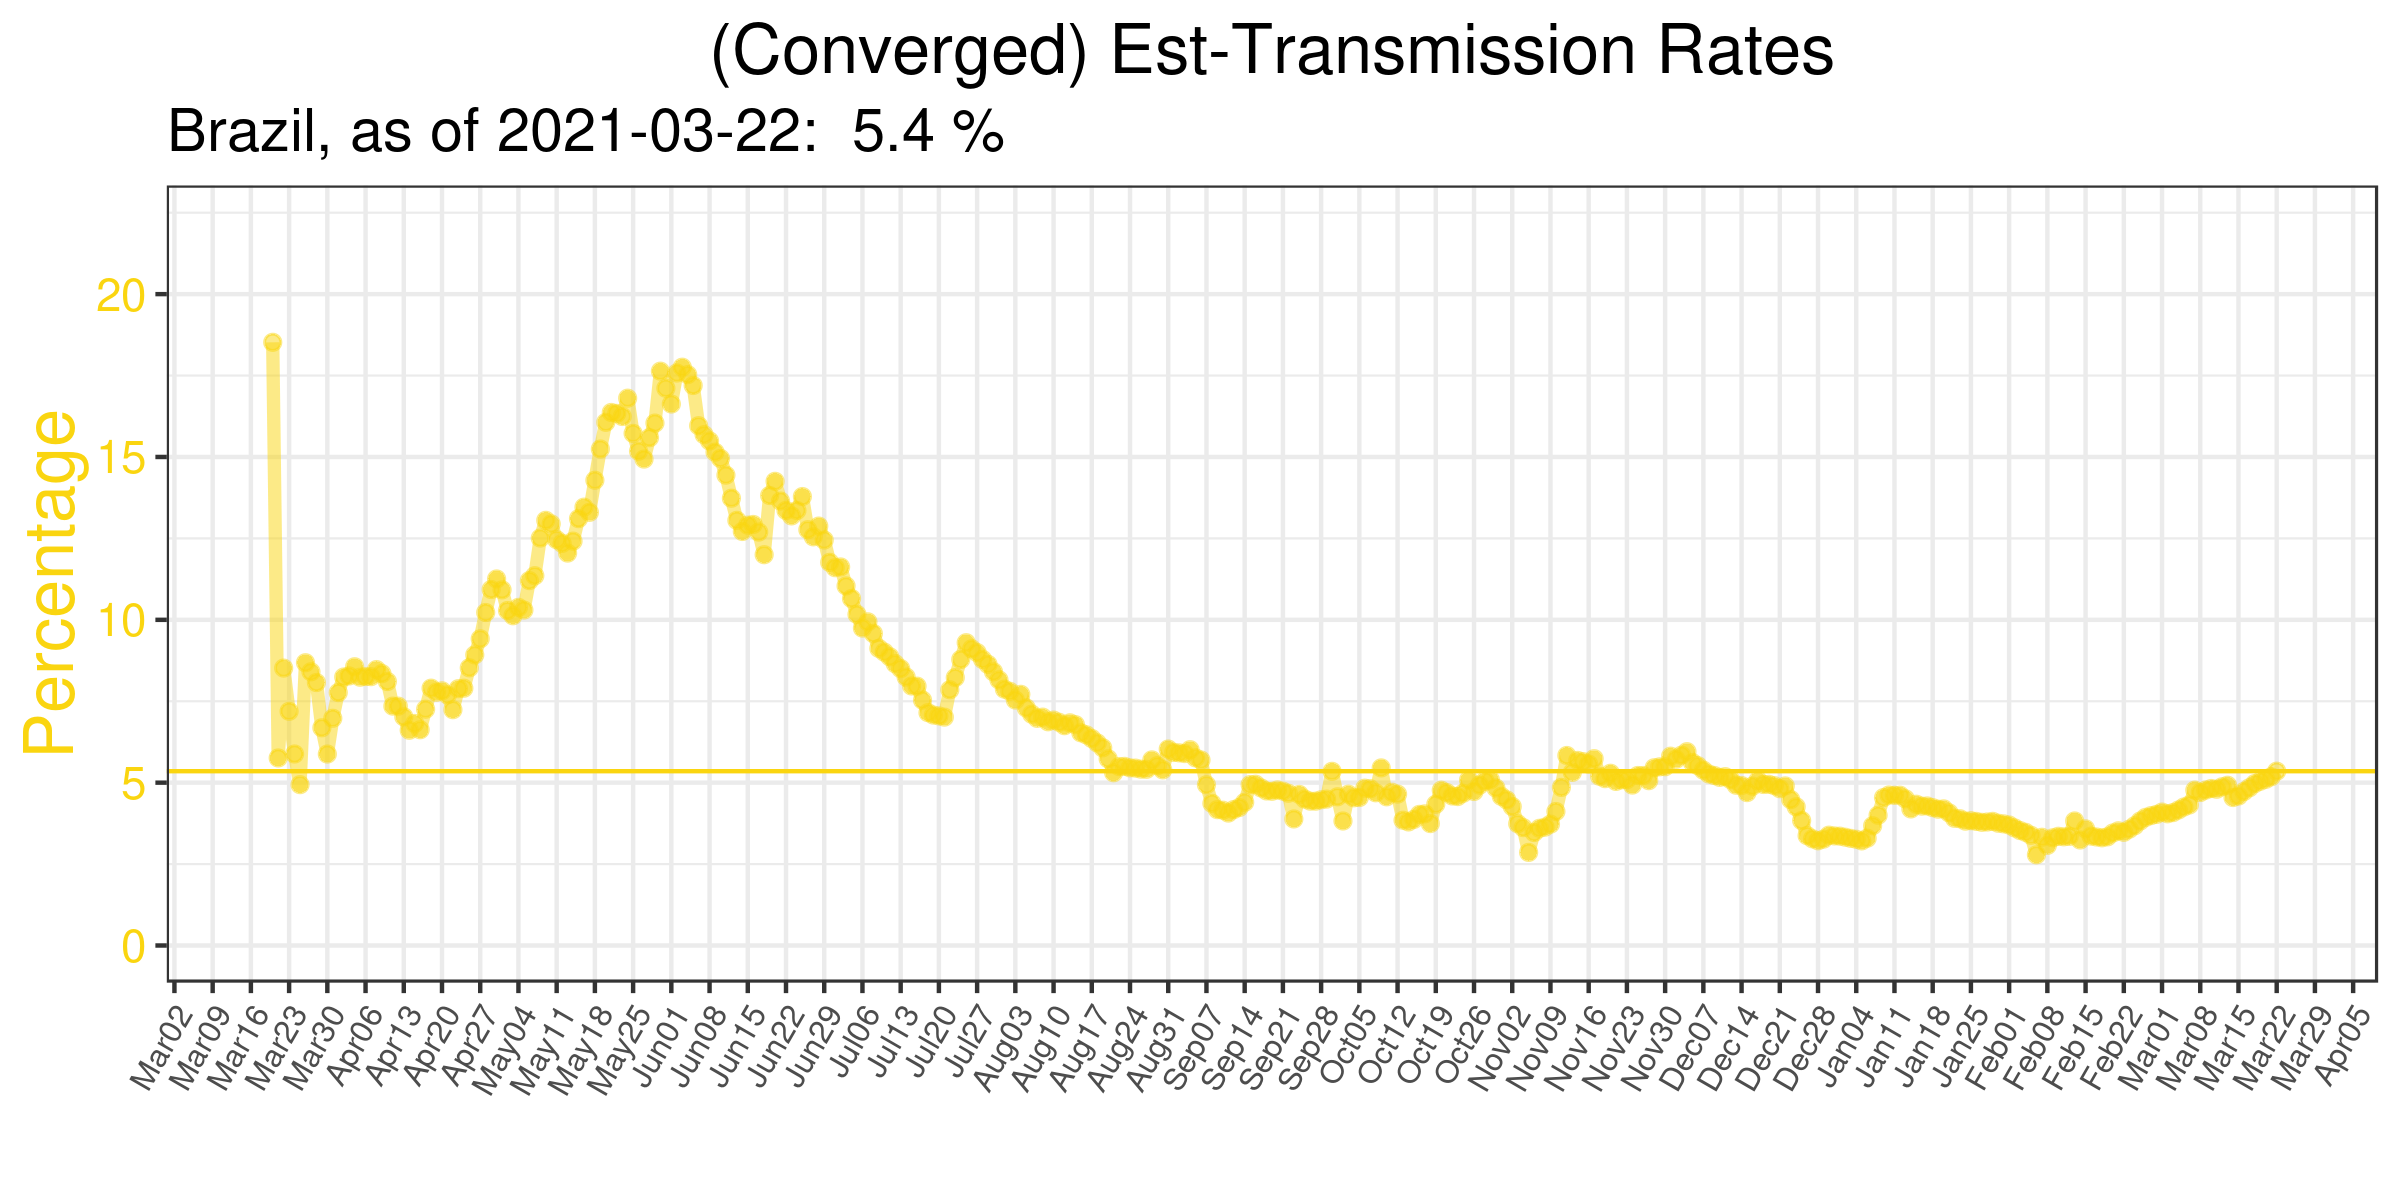 (Converged) Est-Transmission Rates
Brazil, as of 2021-03-22:  5.4 %
Percentage
20
15
10
5
0
Mar02
Mar09
Mar16
Mar23
Mar30
Apr06
Apr13
Apr20
Apr27
May04
May11
May18
May25
Jun01
Jun08
Jun15
Jun22
Jun29
Jul06
Jul13
Jul20
Jul27
Aug03
Aug10
Aug17
Aug24
Aug31
Sep07
Sep14
Sep21
Sep28
Oct05
Oct12
Oct19
Oct26
Nov02
Nov09
Nov16
Nov23
Nov30
Dec07
Dec14
Dec21
Dec28
Jan04
Jan11
Jan18
Jan25
Feb01
Feb08
Feb15
Feb22
Mar01
Mar08
Mar15
Mar22
Mar29
Apr05